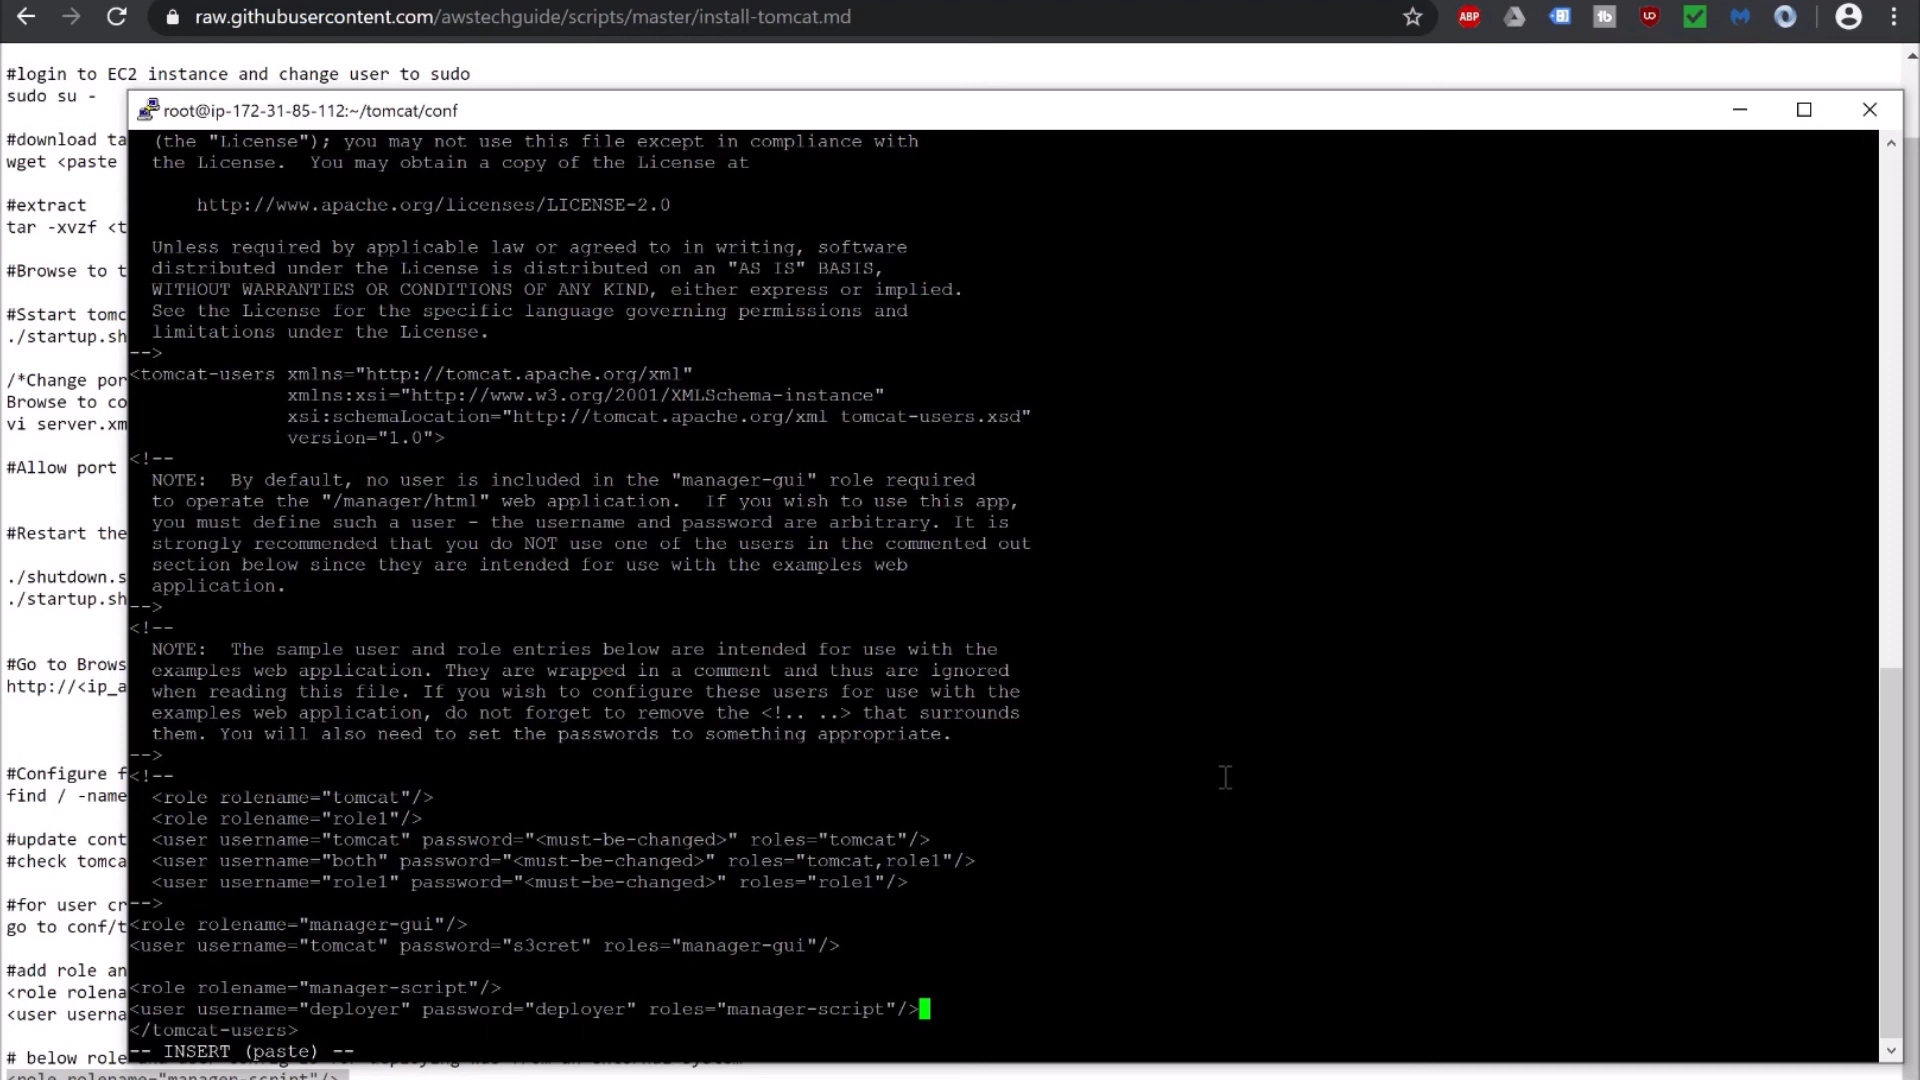 raw.githubusercontent.com/awstechguide/scripts/master/install-tomcat.md
ABP
#login to EC2 instance and change user to sudo
sudo su -
#download ta
wget <paste
#extract
tar -xvzf <t
#Browse to t
#Sstart tomc
./startup.sh
/*Change por
Browse to co
vi server.xm
#Allow port
#Restart the
./shutdown.s
./startup.sh
#Go to Brows
http://<ip_a
#Configure f
find / -name
#update cont
#check tomca
#for user cr
go to conf/t
#add role an
<role rolena
<user userna
# below role
<role rolename="manager-script"/>
root@ip-172-31-85-112:~/tomcat/conf
(the "License"); you may not use this file except in compliance with
the License.  You may obtain a copy of the License at
http://www.apache.org/licenses/LICENSE-2.0
Unless required by applicable law or agreed to in writing, software
distributed under the License is distributed on an "AS IS" BASIS,
WITHOUT WARRANTIES OR CONDITIONS OF ANY KIND, either express or implied.
See the License for the specific language governing permissions and
limitations under the License.
-->
<tomcat-users xmlns="http://tomcat.apache.org/xml"
xmlns:xsi="http://www.w3.org/2001/XMLSchema-instance"
xsi:schemaLocation="http://tomcat.apache.org/xml tomcat-users.xsd"
version="1.0">
<!--
NOTE:  By default, no user is included in the "manager-gui" role required
to operate the "/manager/html" web application.  If you wish to use this app,
you must define such a user - the username and password are arbitrary. It is
strongly recommended that you do NOT use one of the users in the commented out
section below since they are intended for use with the examples web
application.
-->
<!--
NOTE:  The sample user and role entries below are intended for use with the
examples web application. They are wrapped in a comment and thus are ignored
when reading this file. If you wish to configure these users for use with the
examples web application, do not forget to remove the <!.. ..> that surrounds
them. You will also need to set the passwords to something appropriate.
-->
<!--
<role rolename="tomcat"/>
<role rolename="role1"/>
<user username="tomcat" password="<must-be-changed>" roles="tomcat"/>
<user username="both" password="<must-be-changed>" roles="tomcat,role1"/>
<user username="role1" password="<must-be-changed>" roles="role1"/>
-->
<role rolename="manager-gui"/>
<user username="tomcat" password="s3cret" roles="manager-gui"/>
<role rolename="manager-script"/>
<user username="deployer" password="deployer" roles="manager-script"/>
</tomcat-users>
-- INSERT (paste) --